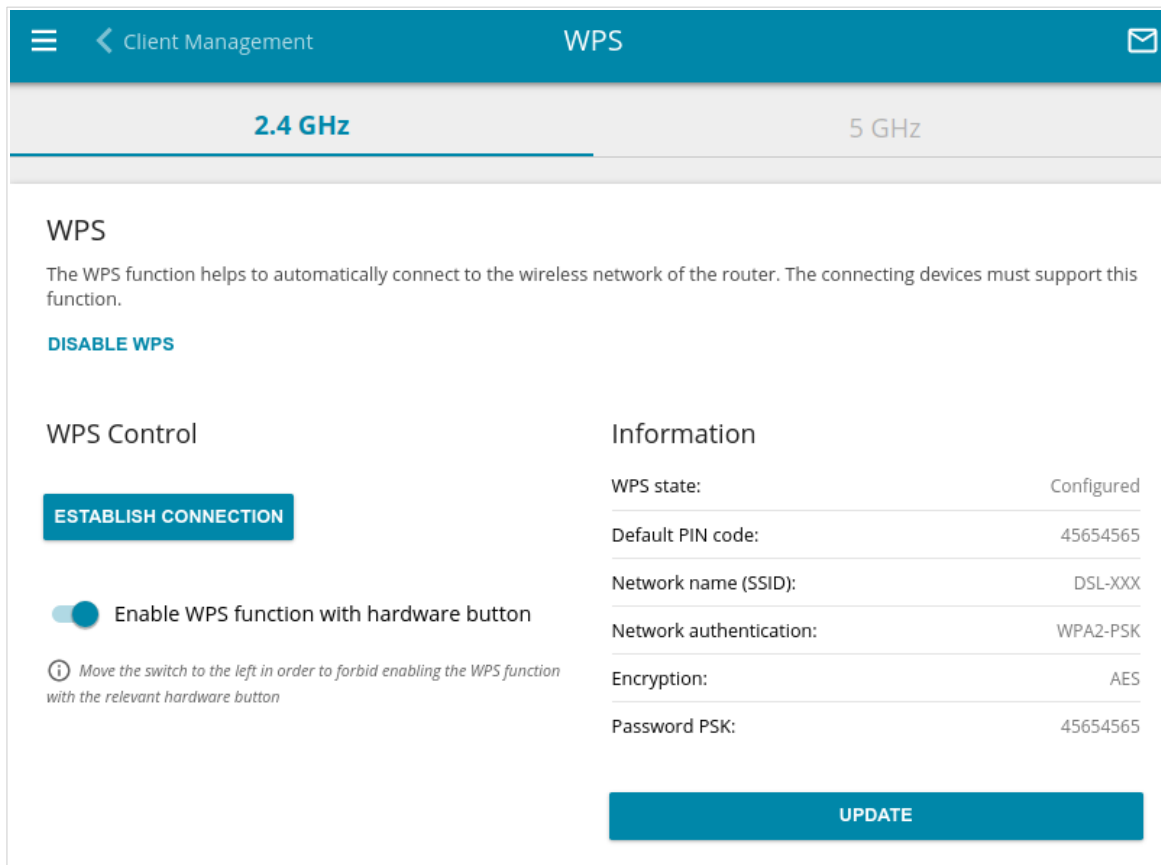 Client Management
WPS
2.4 GHz
5 GHz
WPS
The WPS function helps to automatically connect to the wireless network of the router. The connecting devices must support this
function.
DISABLE WPS
WPS Control
ESTABLISH CONNECTION
Enable WPS function with hardware button
Move the switch to the left in order to forbid enabling the WPS function
with the relevant hardware button
Information
WPS state: Configured
Default PIN code: 45654565
Network name (SSID): DSL-XXX
Network authentication: WPA2-PSK
Encryption: AES
Password PSK: 45654565
UPDATE